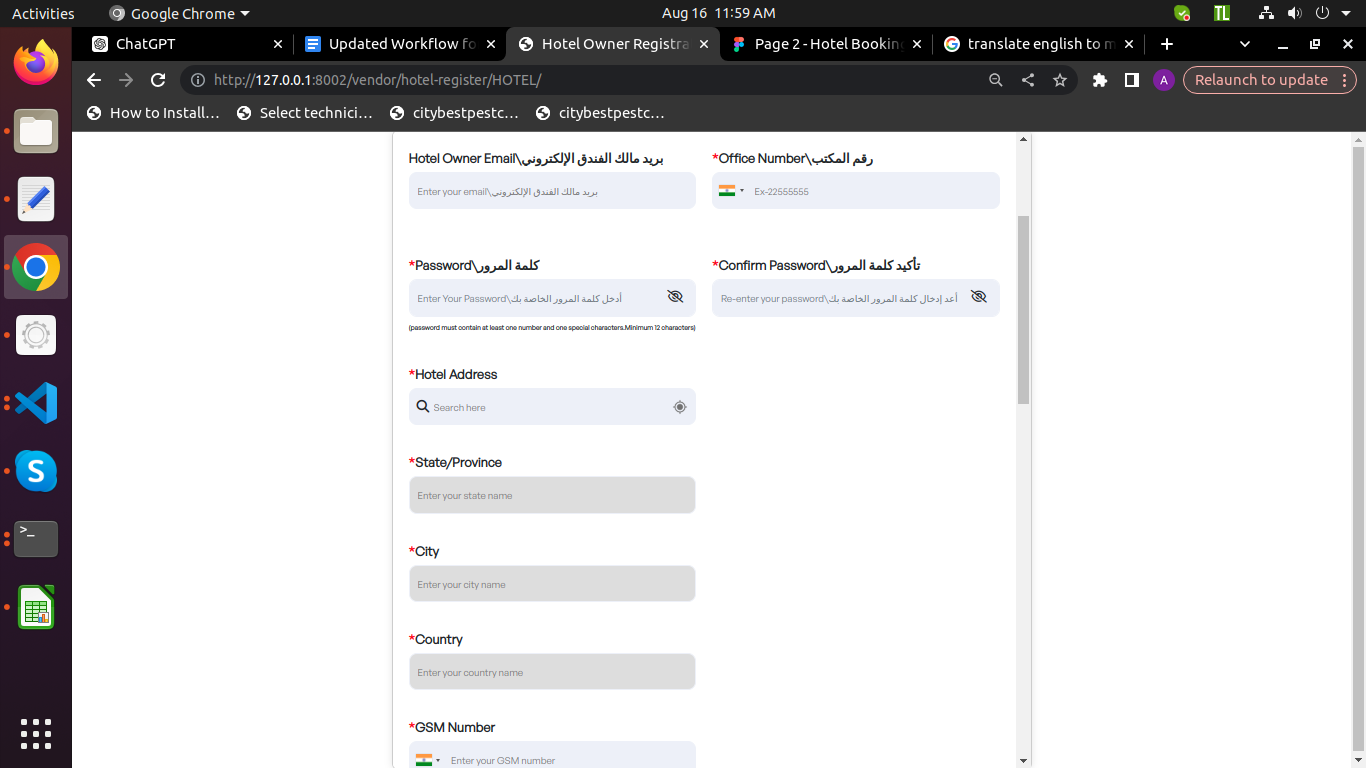 Activities
Google Chrome
Aug 16 11:59 AM
TL
ChatGPT
Updated Workflow fo
Hotel Owner Registra
Page 2 - Hotel Booking
translate english to m
http://127.0.0.1:8002/vendor/hotel-register/HOTEL/
A
Relaunch to update
How to Install…
Select technici…
citybestpestc…
citybestpestc…
Hotel Owner Email\بريد مالك الفندق الإلكتروني
*Office Number\رقم المكتب
Enter your email\بريد مالك الفندق الإلكتروني
Ex-22555555
*Password\كلمة المرور
*Confirm Password\تأكيد كلمة المرور
Enter Your Password\أدخل كلمة المرور الخاصة بك
Re-enter your password\أعد إدخال كلمة المرور الخاصة بك
(password must contain at least one number and one special characters.Minimum 12 characters)
*Hotel Address
Search here
*State/Province
Enter your state name
*City
Enter your city name
*Country
Enter your country name
*GSM Number
Enter your GSM number